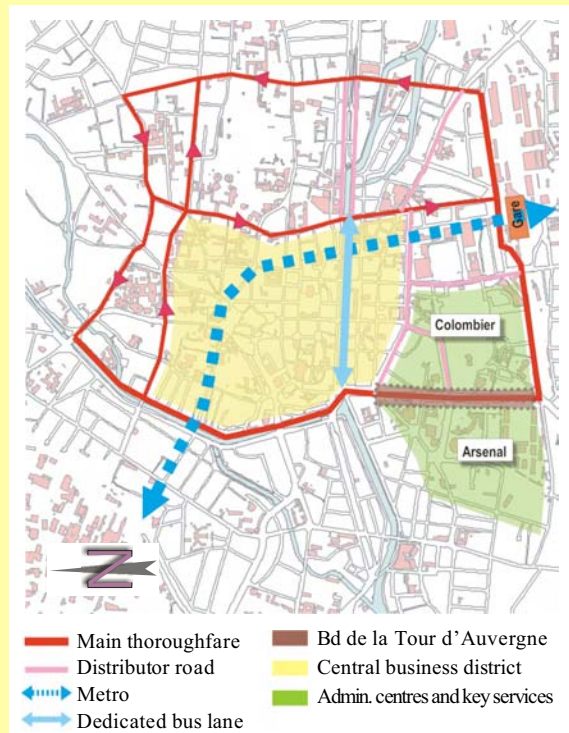 Gare
Colombier
Arsenal
N
Main thoroughfare
Distributor road
Metro
Dedicated bus lane
Bd de la Tour d'Auvergne
Central business district
Admin. centres and key services